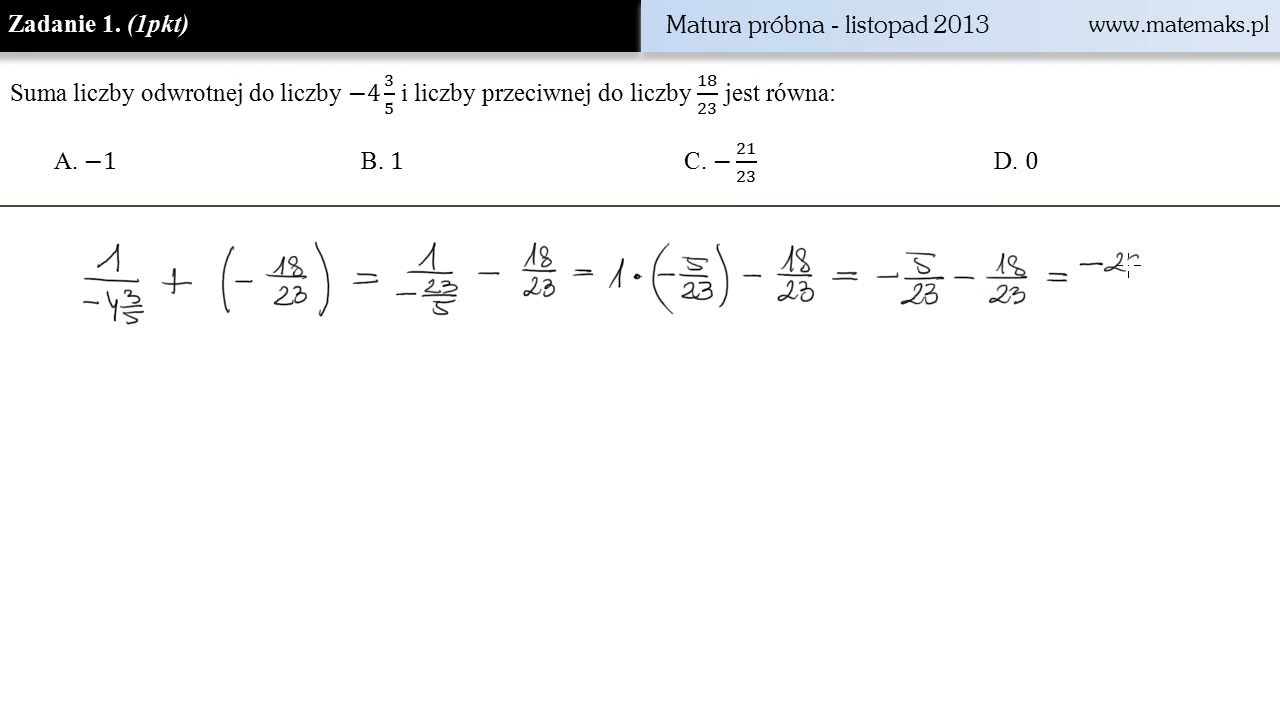 Zadanie 1. (1pkt) Matura próbna - listopad 2013 www.matemaks.pl
Suma liczby odwrotnej do liczby −4 3/5 i liczby przeciwnej do liczby 18/23 jest równa:
A. −1 B. 1 C. −21/23 D. 0
1/(−4 3/5) + (−18/23) = 1/(−23/5) − 18/23 = 1·(−5/23) − 18/23 = −5/23 − 18/23 = −2